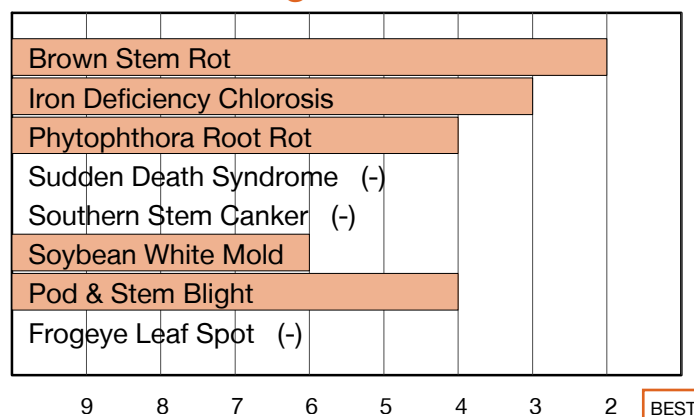 Brown Stem Rot
Iron Deficiency Chlorosis
Phytophthora Root Rot
Sudden Death Syndrome (-)
Southern Stem Canker (-)
Soybean White Mold
Pod & Stem Blight
Frogeye Leaf Spot (-)
9 8 7 6 5 4 3 2 BEST